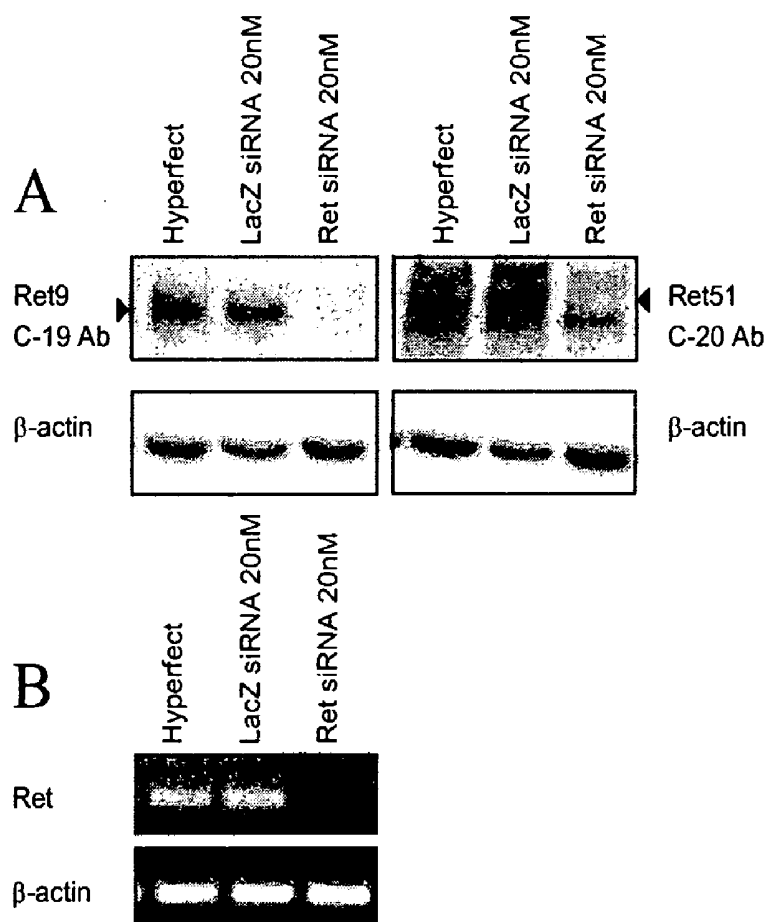 A
Hyperfect
LacZ siRNA 20nM
Ret siRNA 20nM
Hyperfect
LacZ siRNA 20nM
Ret siRNA 20nM
Ret9
C-19 Ab
Ret51
C-20 Ab
β-actin
β-actin
B
Hyperfect
LacZ siRNA 20nM
Ret siRNA 20nM
Ret
β-actin